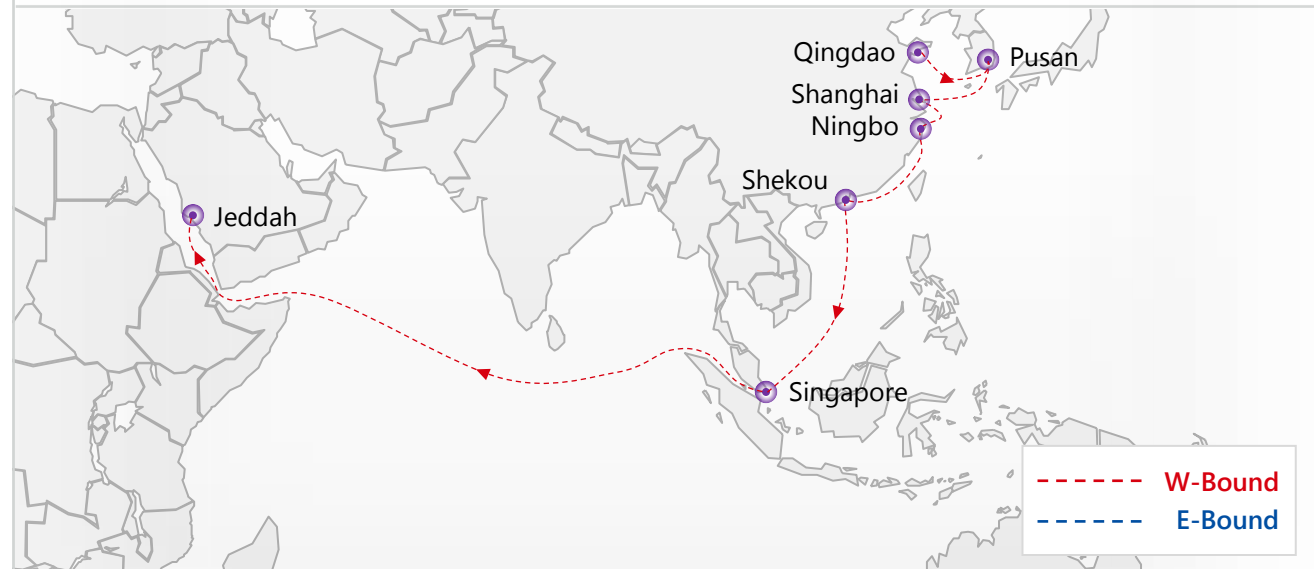 Qingdao
Pusan
Shanghai
Ningbo
Shekou
Jeddah
Singapore
W-Bound
E-Bound